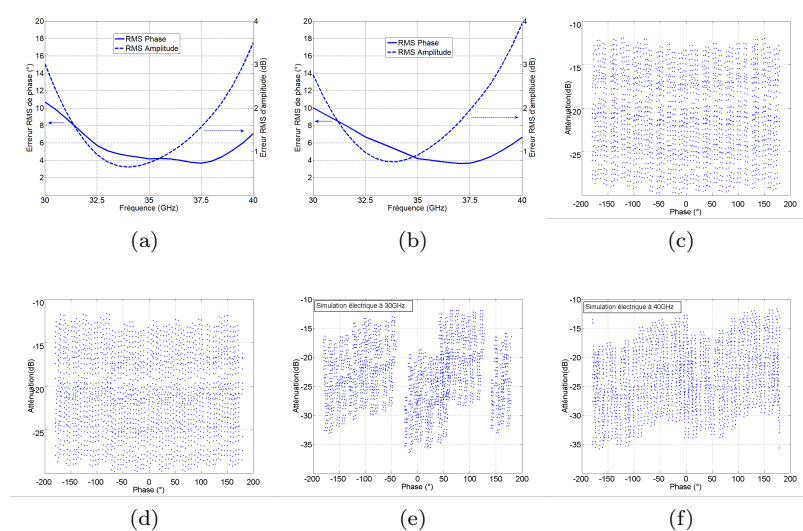 20
18
16
14
12
10
8
6
4
2
Erreur RMS de phase (°)
RMS Phase
RMS Amplitude
4
3
2
1
Erreur RMS d'amplitude (dB)
30
32.5
35
37.5
40
Fréquence (GHz)
(a)
20
18
16
14
12
10
8
6
4
2
Erreur RMS de phase (°)
RMS Phase
RMS Amplitude
4
3
2
1
Erreur RMS d'amplitude (dB)
30
32.5
35
37.5
40
Fréquence (GHz)
(b)
-10
-15
-20
-25
Atténuation(dB)
-200 -150 -100 -50 0 50 100 150 200
Phase (°)
(c)
-10
-15
-20
-25
Atténuation(dB)
-200 -150 -100 -50 0 50 100 150 200
Phase (°)
(d)
Simulation électrique à 30GHz
-10
-15
-20
-25
-30
-35
Atténuation(dB)
-200 -150 -100 -50 0 50 100 150 200
Phase (°)
(e)
Simulation électrique à 40GHz
-10
-15
-20
-25
-30
-35
Atténuation(dB)
-200 -150 -100 -50 0 50 100 150 200
Phase (°)
(f)